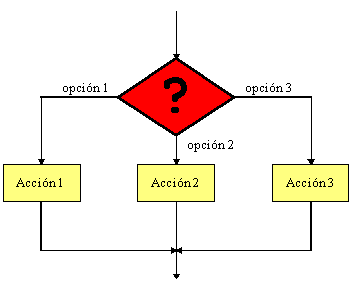 opción 1
?
opción 3
opción 2
Acción1
Acción2
Acción3